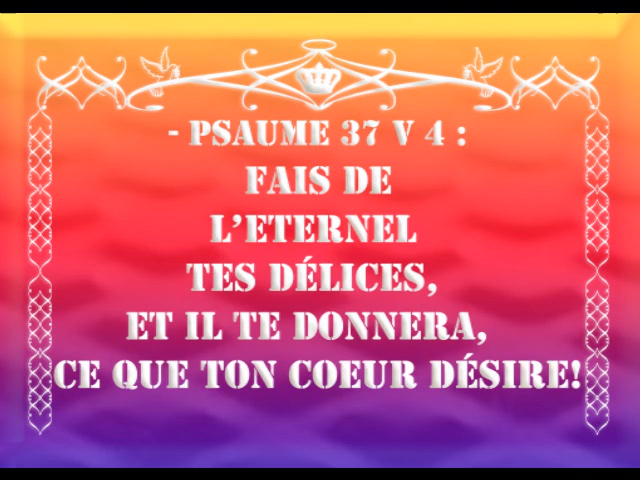 - PSAUME 37 V 4 :
FAIS DE
L'ETERNEL
TES DÉLICES,
ET IL TE DONNERA,
CE QUE TON COEUR DÉSIRE!